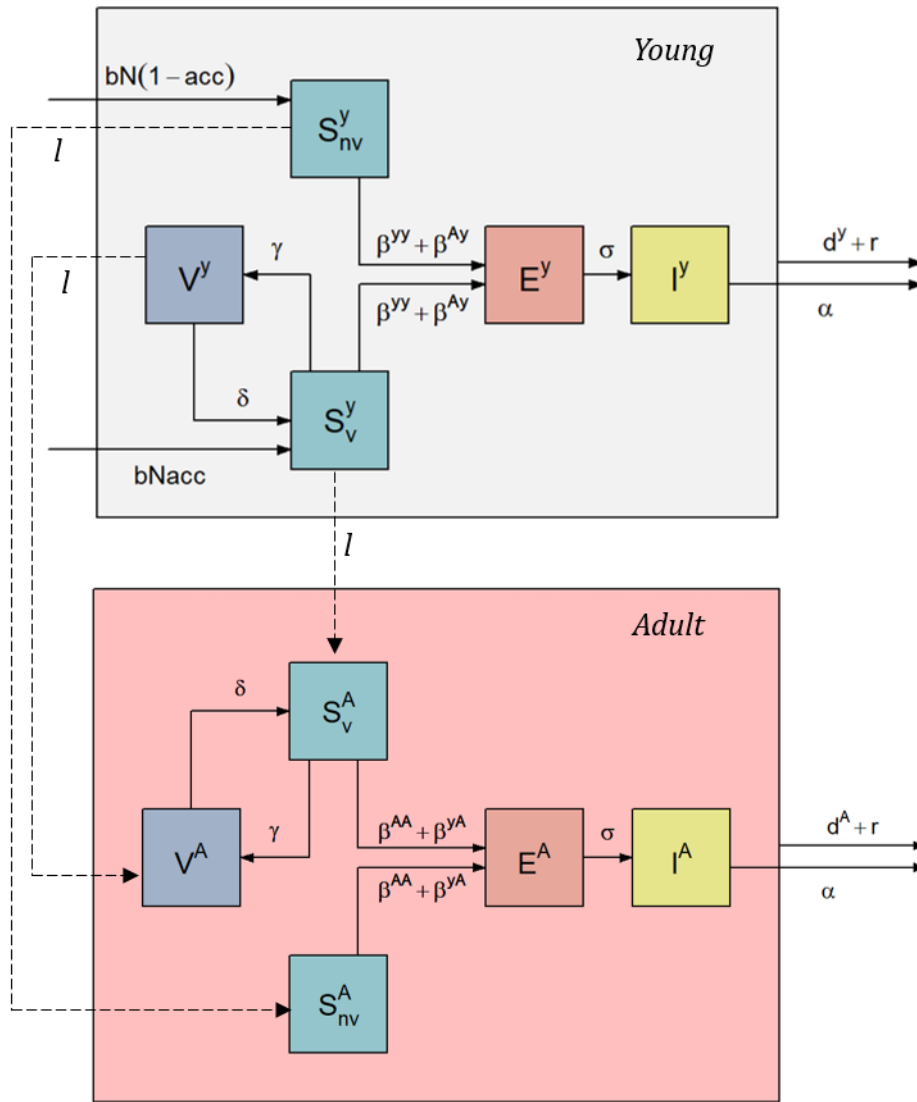 Young
bN(1 – acc)
S^y_nv
l
l
V^y
γ
β^yy + β^Ay
β^yy + β^Ay
E^y
σ
I^y
d^y + r
α
δ
S^y_v
bNacc
l
Adult
δ
S^A_v
V^A
γ
β^AA + β^yA
β^AA + β^yA
E^A
σ
I^A
d^A + r
α
S^A_nv